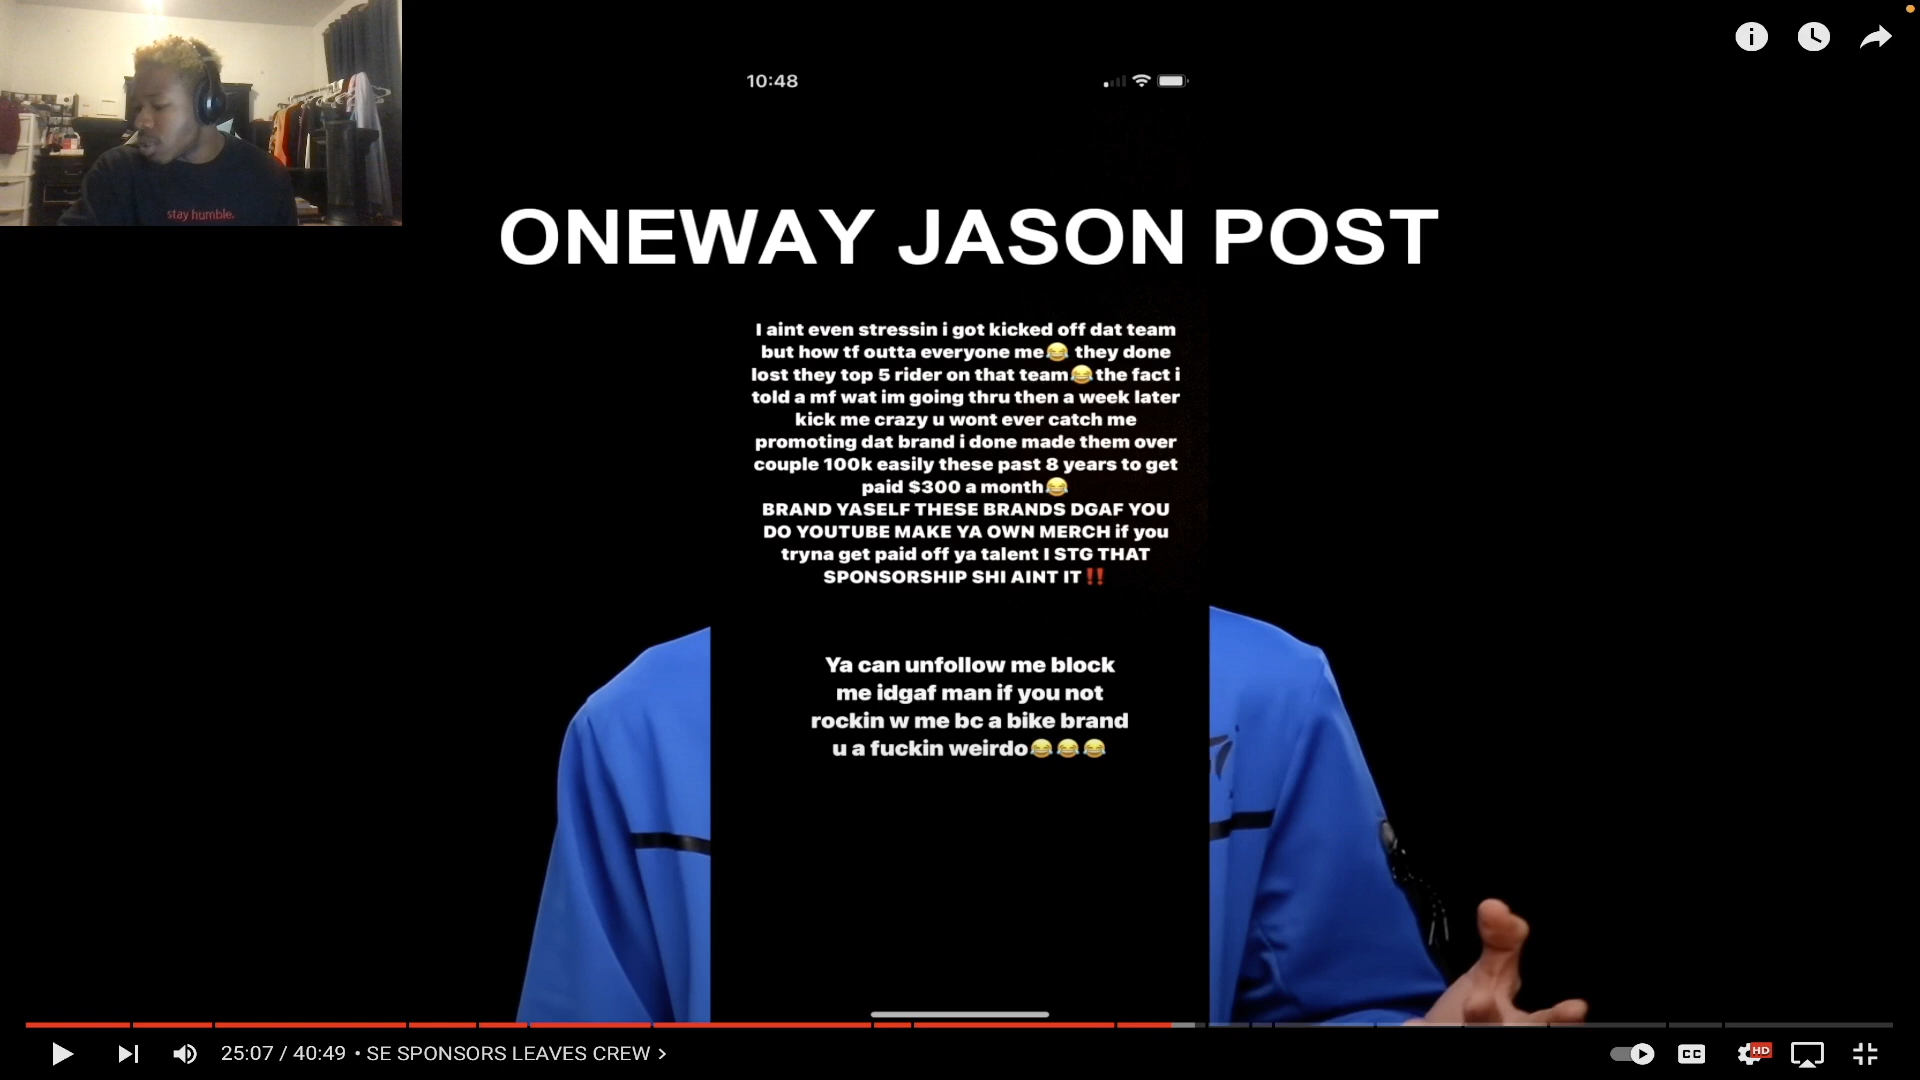 stay humble.
10:48
ONEWAY JASON POST
I aint even stressin i got kicked off dat team
but how tf outta everyone me😂 they done
lost they top 5 rider on that team😂the fact i
told a mf wat im going thru then a week later
kick me crazy u wont ever catch me
promoting dat brand i done made them over
couple 100k easily these past 8 years to get
paid $300 a month😂
BRAND YASELF THESE BRANDS DGAF YOU
DO YOUTUBE MAKE YA OWN MERCH if you
tryna get paid off ya talent I STG THAT
SPONSORSHIP SHI AINT IT‼️
Ya can unfollow me block
me idgaf man if you not
rockin w me bc a bike brand
u a fuckin weirdo😂😂😂
25:07 / 40:49 • SE SPONSORS LEAVES CREW >
CC
HD